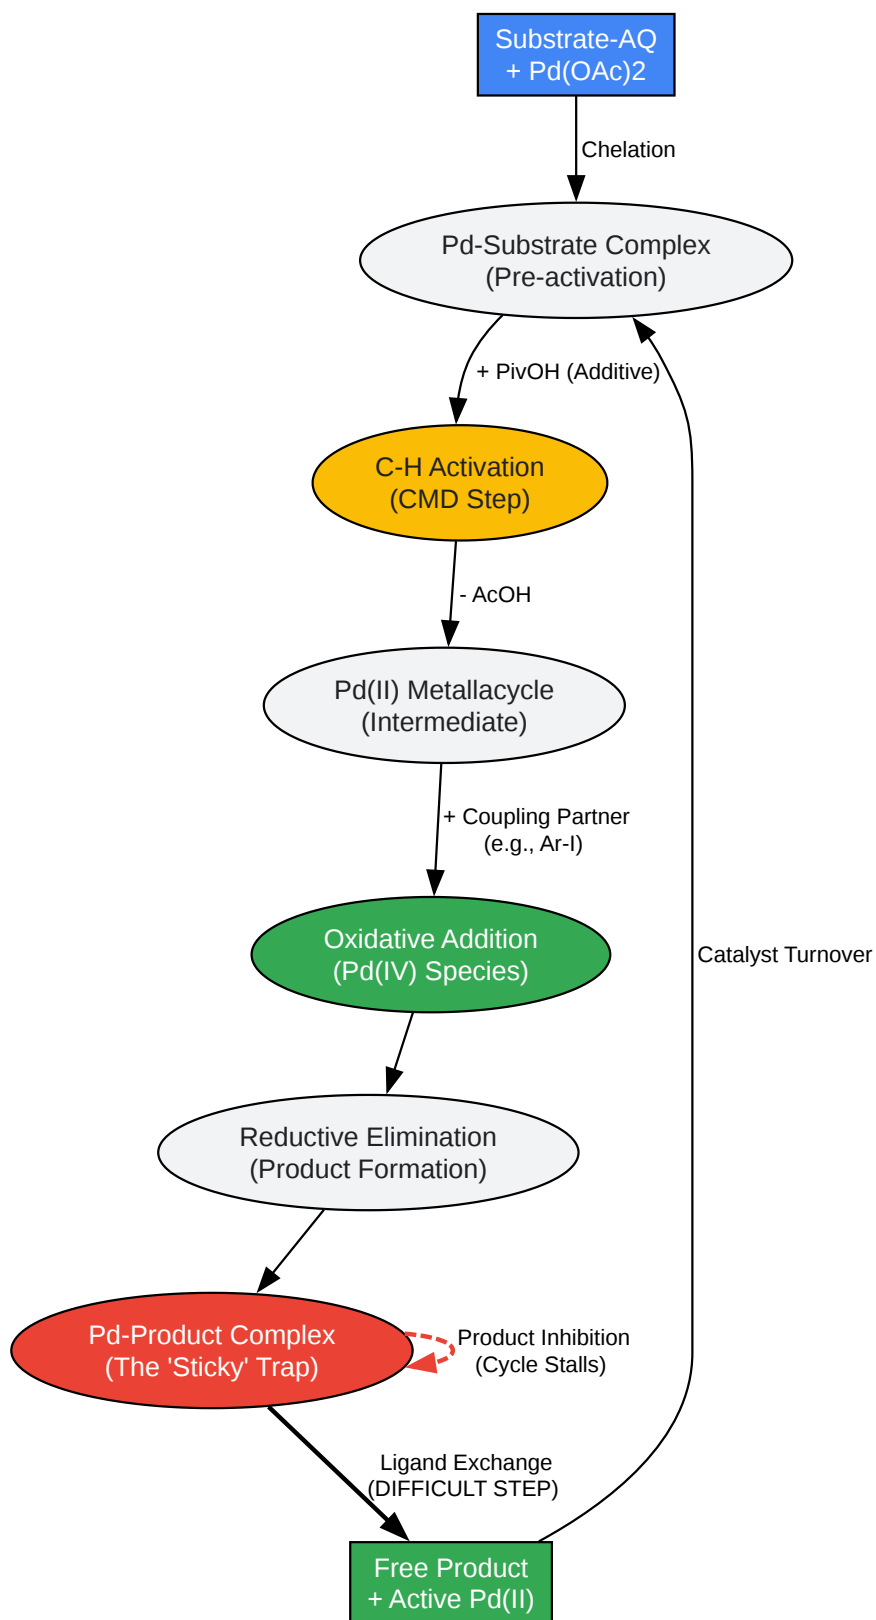 Substrate-AQ
+ Pd(OAc)2
Chelation
Pd-Substrate Complex
(Pre-activation)
+ PivOH (Additive)
C-H Activation
(CMD Step)
- AcOH
Pd(II) Metallacycle
(Intermediate)
+ Coupling Partner
(e.g., Ar-I)
Oxidative Addition
(Pd(IV) Species)
Catalyst Turnover
Reductive Elimination
(Product Formation)
Pd-Product Complex
(The 'Sticky' Trap)
Product Inhibition
(Cycle Stalls)
Ligand Exchange
(DIFFICULT STEP)
Free Product
+ Active Pd(II)